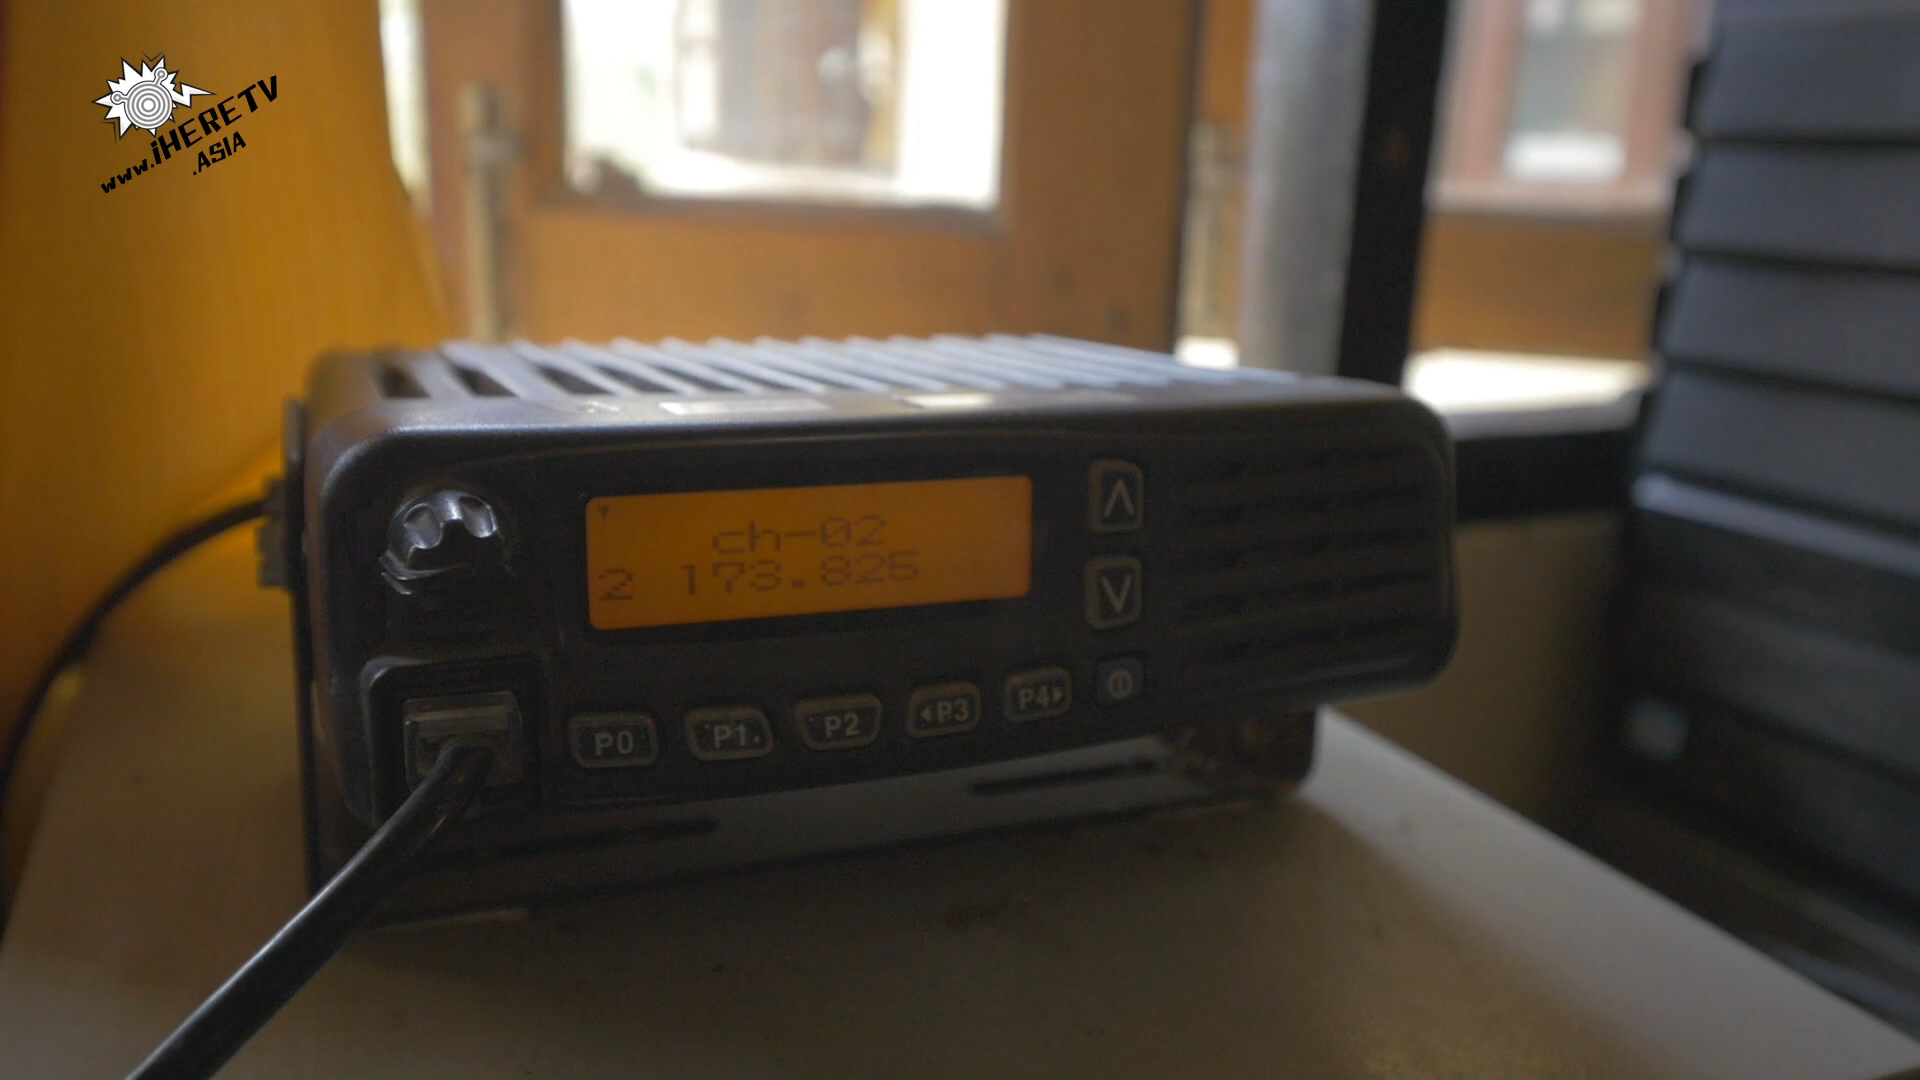 www.iHERETV
.ASIA
ch-02
2 173.825
P0 P1. P2 ◀P3 P4▶